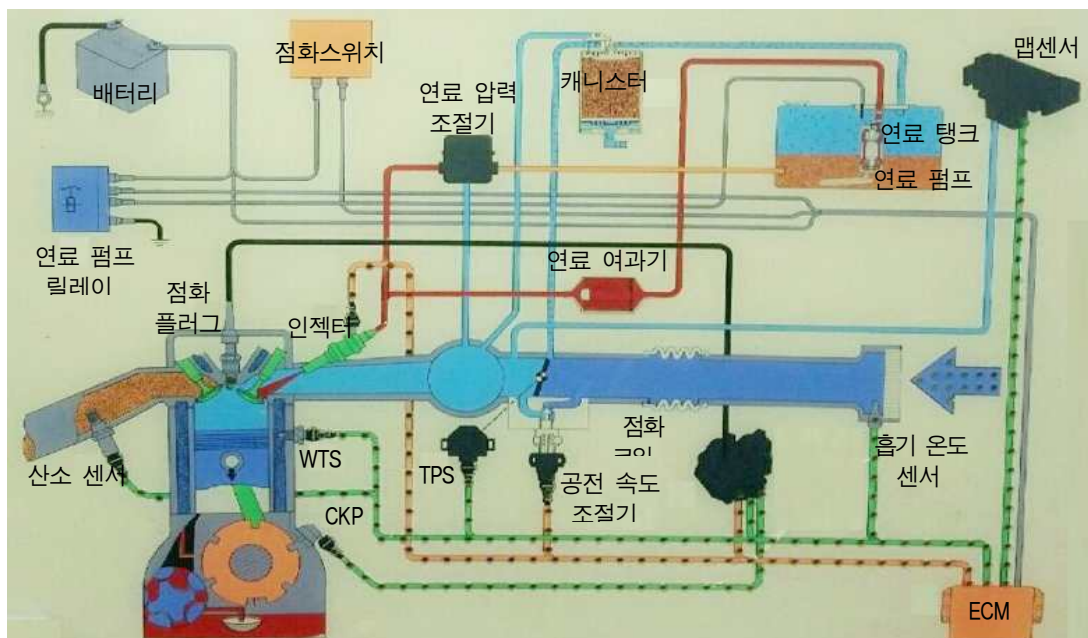 점화스위치
맵센서
배터리
연료 압력
조절기
캐니스터
연료 탱크
연료 펌프
연료 펌프
릴레이
연료 여과기
점화
플러그
인젝터
산소 센서
WTS
TPS
점화
공전 속도
조절기
흡기 온도
센서
CKP
ECM